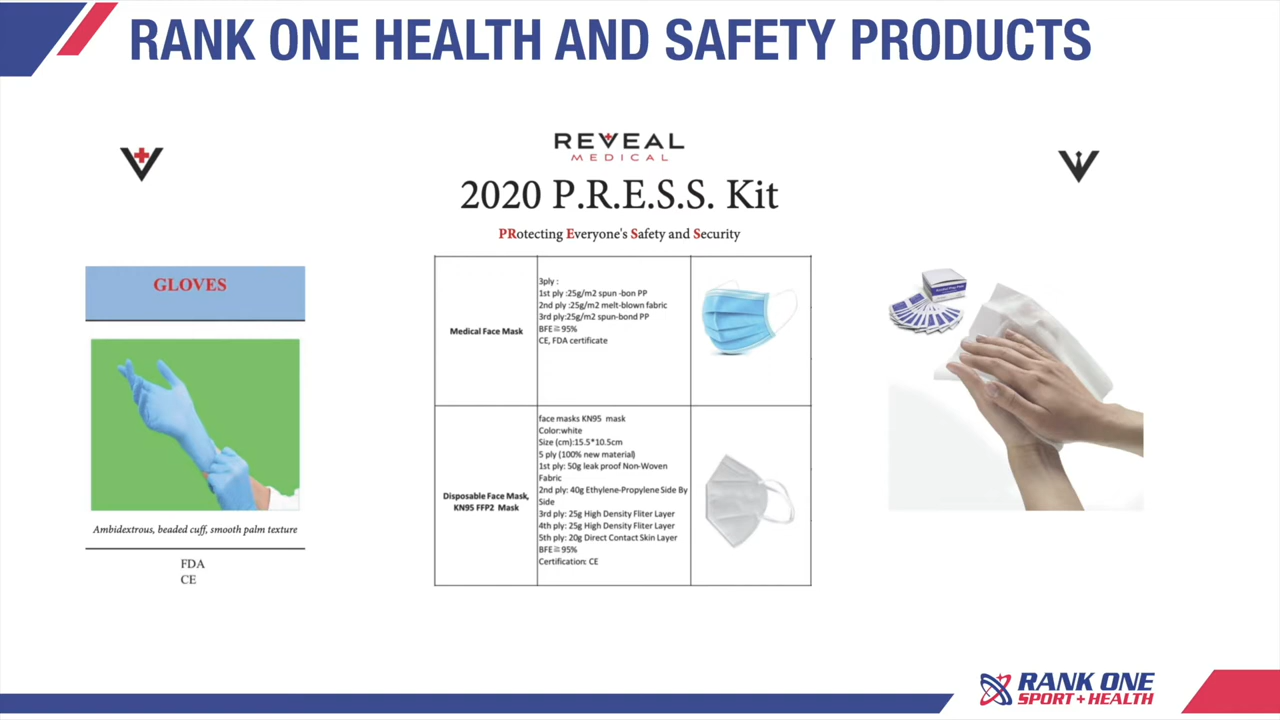 RANK ONE HEALTH AND SAFETY PRODUCTS
REVEAL
MEDICAL
2020 P.R.E.S.S. Kit
PRotecting Everyone's Safety and Security
GLOVES
Ambidextrous, beaded cuff, smooth palm texture
FDA
CE
Medical Face Mask
3ply :
1st ply :25g/m2 spun -bon PP
2nd ply :25g/m2 melt-blown fabric
3rd ply:25g/m2 spun-bond PP
BFE≧95%
CE, FDA certificate
Disposable Face Mask,
KN95 FFP2 Mask
face masks KN95 mask
Color:white
Size (cm):15.5*10.5cm
5 ply (100% new material)
1st ply: 50g leak proof Non-Woven
Fabric
2nd ply: 40g Ethylene-Propylene Side By
Side
3rd ply: 25g High Density Fliter Layer
4th ply: 25g High Density Fliter Layer
5th ply: 20g Direct Contact Skin Layer
BFE≧95%
Certification: CE
RANK ONE
SPORT+HEALTH